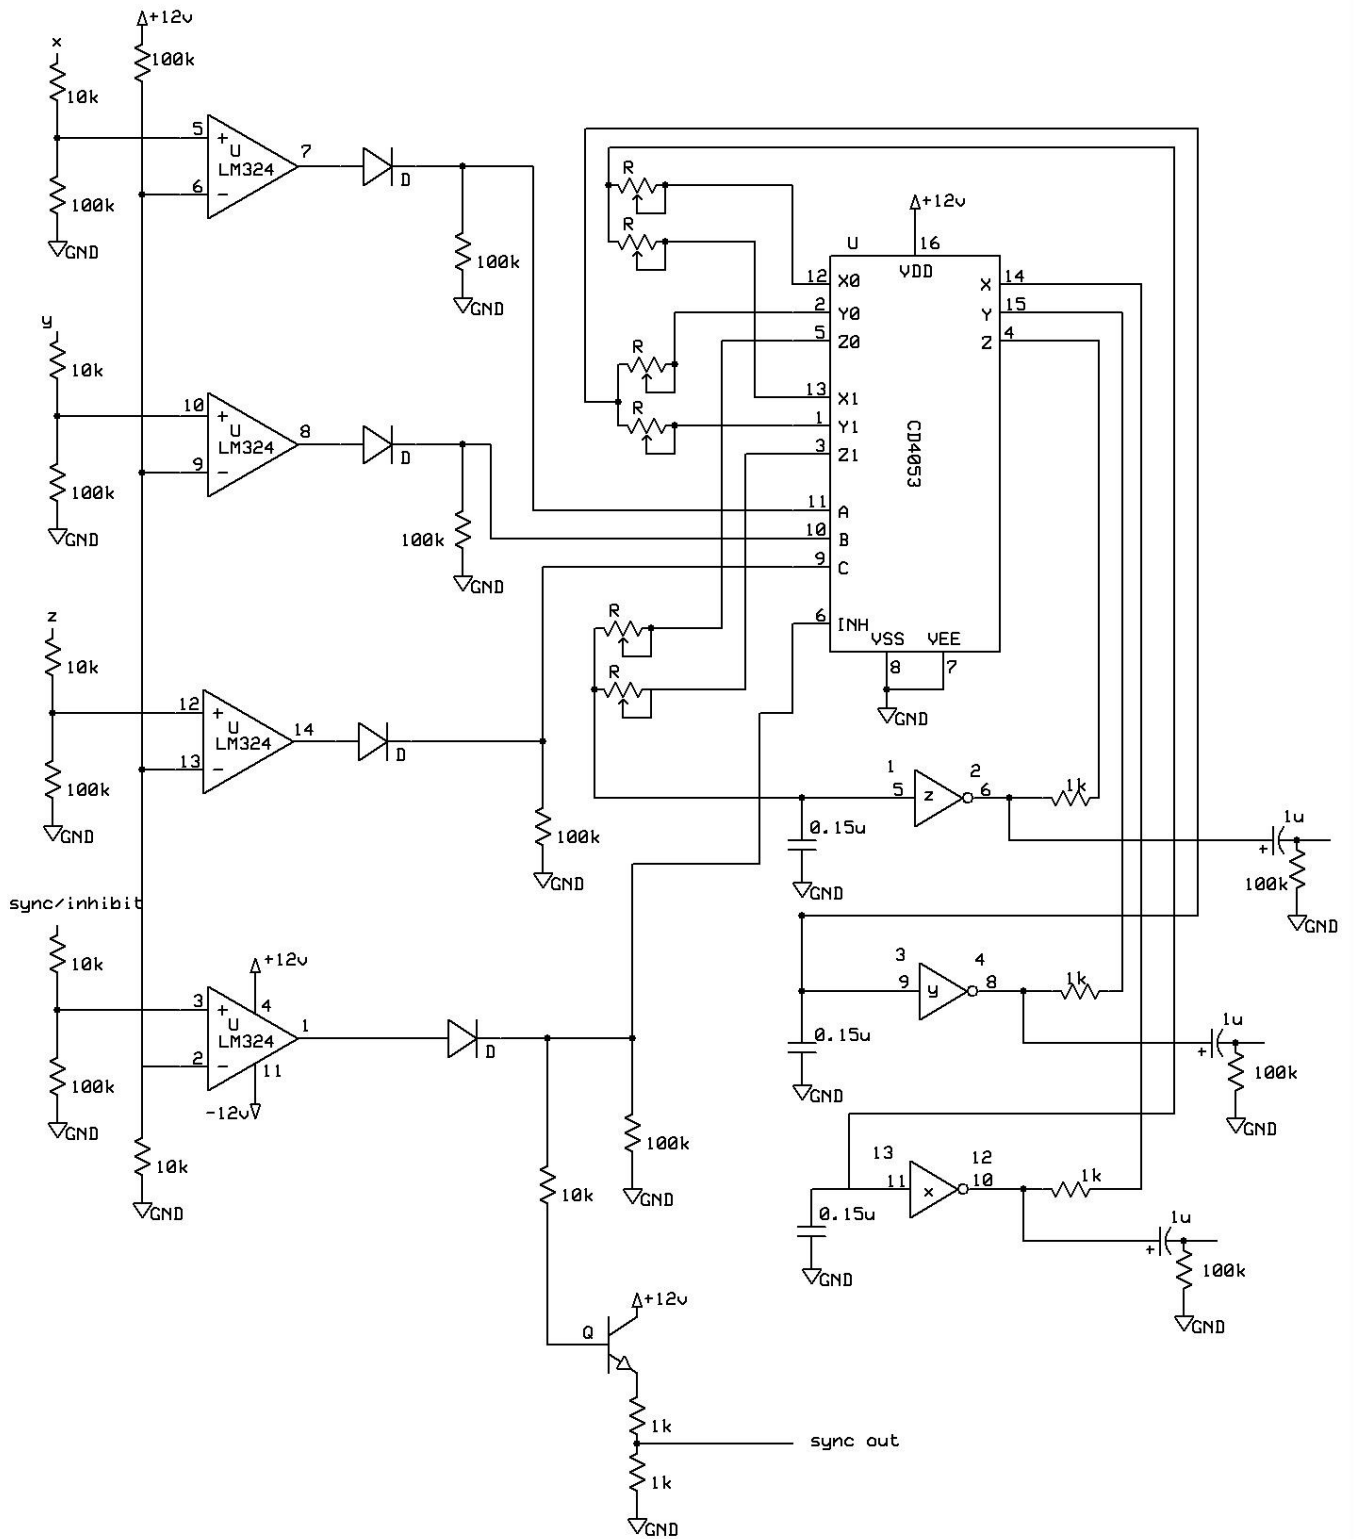 +12v
100k
x
10k
5
+
U
LM324
7
6
-
100k
D
GND
100k
GND
R
R
+12v
U
16
VDD
12
X0
X
14
2
Y0
Y
15
5
Z0
Z
4
R
13
X1
R
1
Y1
3
Z1
CD4053
11
A
10
B
9
C
6
INH
VSS
VEE
8
7
GND
y
10k
10
+
U
LM324
8
9
-
100k
D
GND
100k
GND
z
10k
12
+
U
LM324
14
13
-
100k
D
GND
100k
GND
R
R
1
5
z
2
6
1k
0.15u
GND
1u
+
100k
GND
sync/inhibit
10k
+12v
3
+
4
U
LM324
1
2
-
11
-12v
100k
D
GND
10k
GND
100k
GND
10k
3
9
y
4
8
1k
0.15u
GND
1u
+
100k
GND
13
11
x
12
10
1k
0.15u
GND
1u
+
100k
GND
+12v
Q
1k
sync out
1k
GND